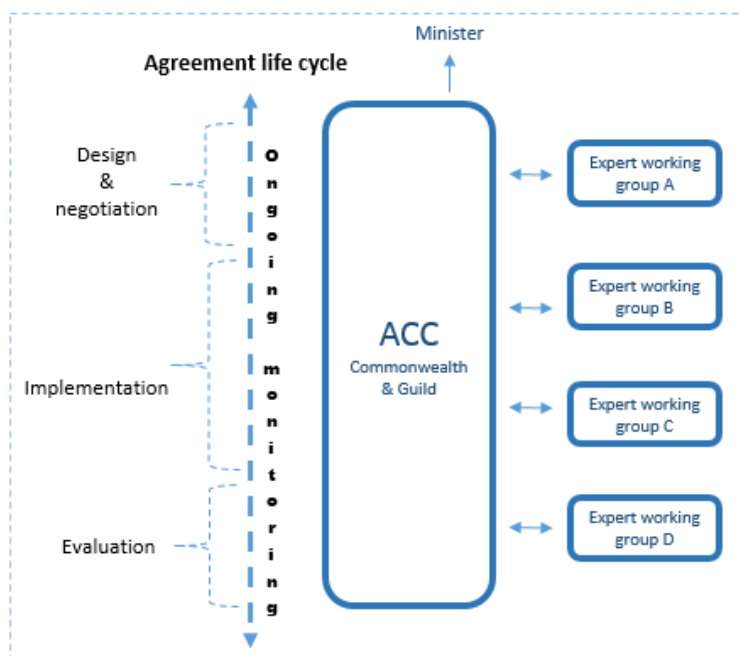 Minister
Agreement life cycle
Design
&
negotiation
Implementation
Evaluation
Ongoing monitoring
ACC
Commonwealth
& Guild
Expert working
group A
Expert working
group B
Expert working
group C
Expert working
group D